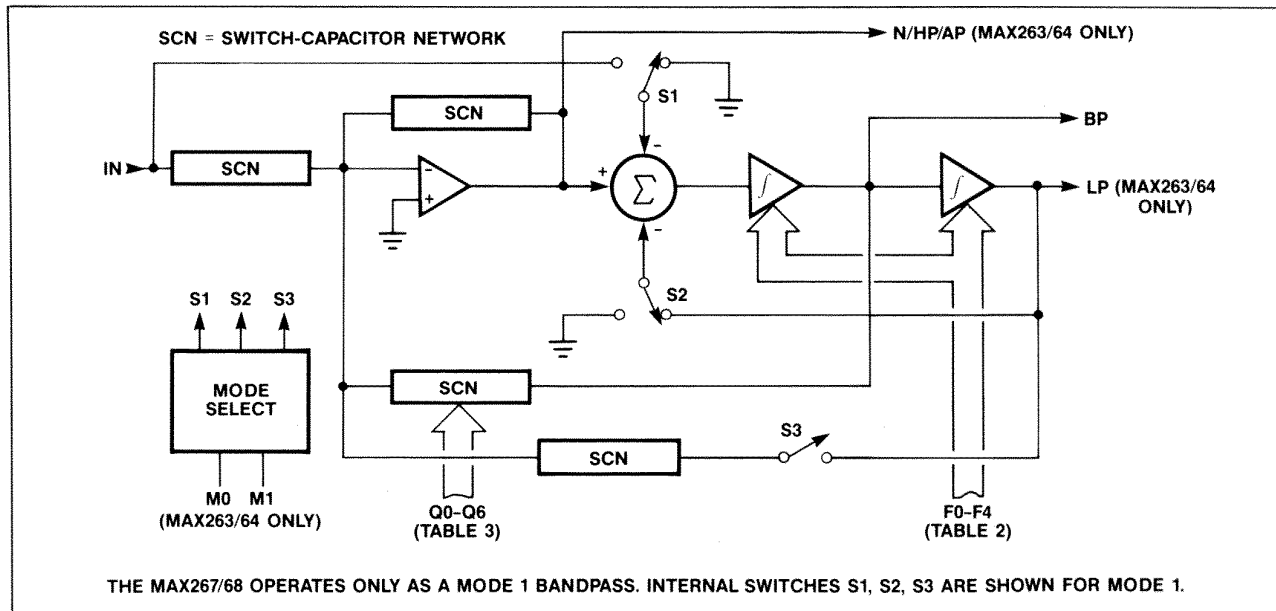 SCN = SWITCH-CAPACITOR NETWORK
N/HP/AP (MAX263/64 ONLY)
S1
SCN
BP
IN
SCN
-
+
+
-
Σ
-
∫
∫
LP (MAX263/64
ONLY)
S2
S1 S2 S3
MODE
SELECT
SCN
S3
SCN
M0 M1
(MAX263/64 ONLY)
Q0-Q6
(TABLE 3)
F0-F4
(TABLE 2)
THE MAX267/68 OPERATES ONLY AS A MODE 1 BANDPASS. INTERNAL SWITCHES S1, S2, S3 ARE SHOWN FOR MODE 1.